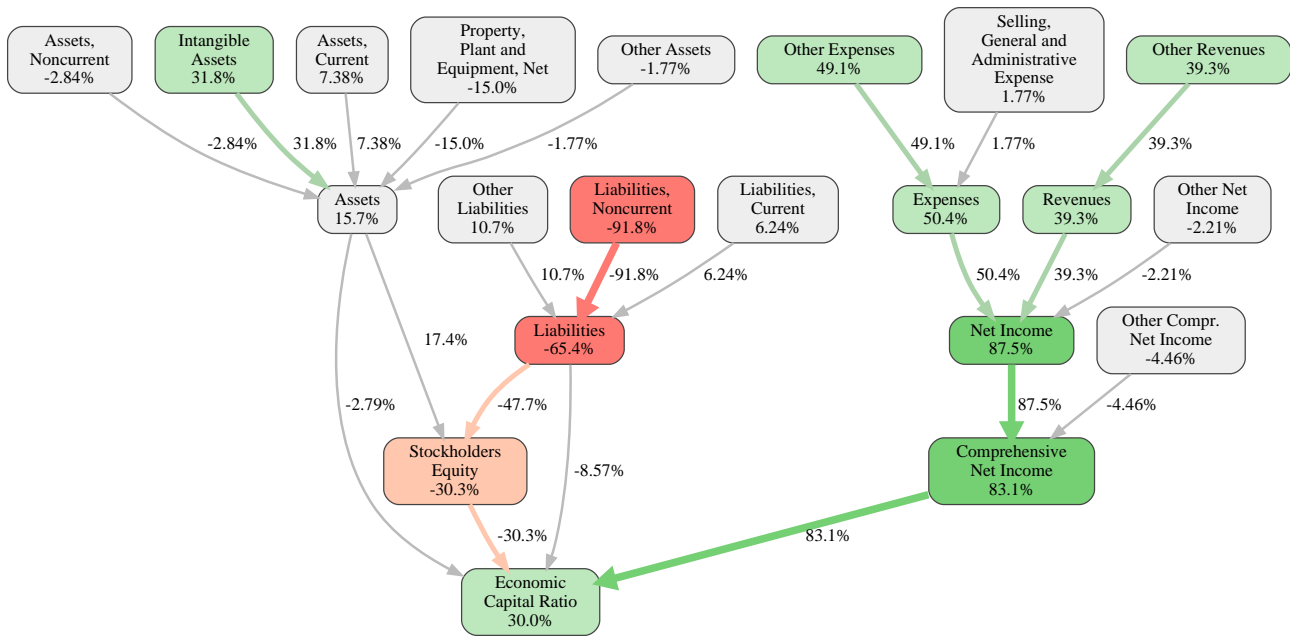 Assets,
Noncurrent
-2.84%
Intangible
Assets
31.8%
Assets,
Current
7.38%
Property,
Plant and
Equipment, Net
-15.0%
Other Assets
-1.77%
Other Expenses
49.1%
Selling,
General and
Administrative
Expense
1.77%
Other Revenues
39.3%
-2.84%
31.8%
7.38%
-15.0%
-1.77%
49.1%
1.77%
39.3%
Assets
15.7%
Other
Liabilities
10.7%
Liabilities,
Noncurrent
-91.8%
Liabilities,
Current
6.24%
Expenses
50.4%
Revenues
39.3%
Other Net
Income
-2.21%
10.7%
-91.8%
6.24%
50.4%
39.3%
-2.21%
17.4%
Liabilities
-65.4%
Net Income
87.5%
Other Compr.
Net Income
-4.46%
-2.79%
-47.7%
87.5%
-4.46%
Stockholders
Equity
-30.3%
-8.57%
Comprehensive
Net Income
83.1%
-30.3%
83.1%
Economic
Capital Ratio
30.0%